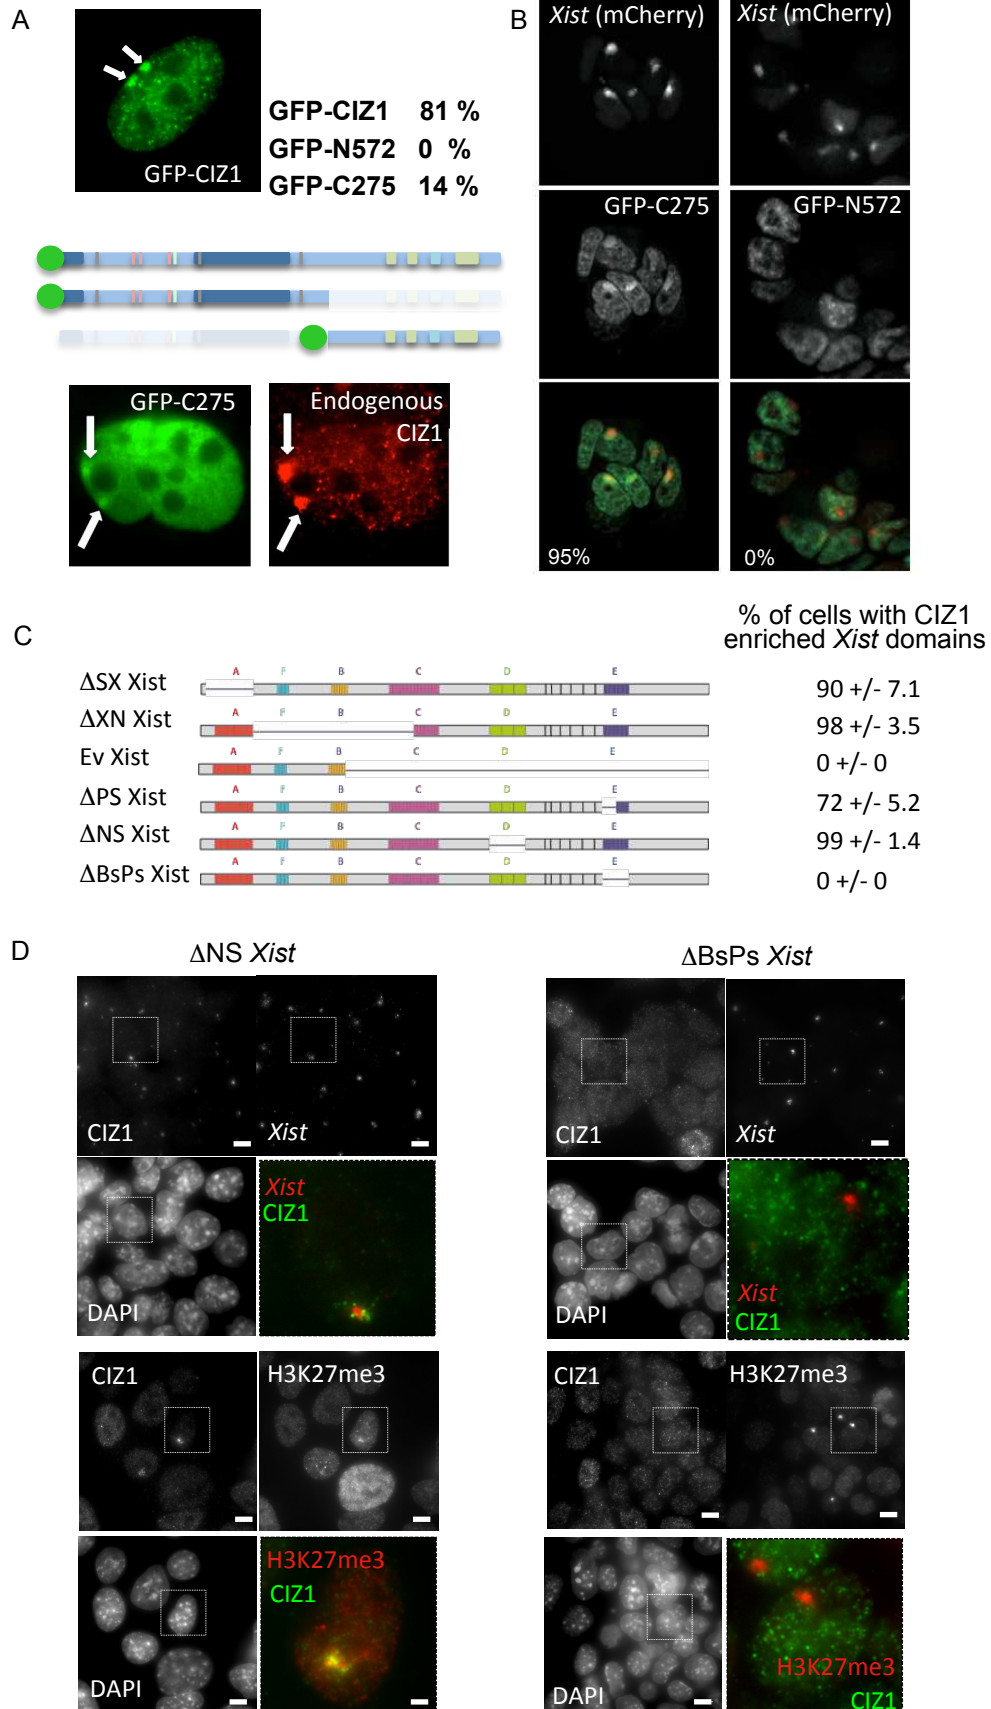 A
GFP-CIZ1
GFP-CIZ1 81 %
GFP-N572 0 %
GFP-C275 14 %
GFP-C275
Endogenous
CIZ1
B
Xist (mCherry)
Xist (mCherry)
GFP-C275
GFP-N572
95%
0%
C
% of cells with CIZ1
enriched Xist domains
A F B C D E
ΔSX Xist 90 +/- 7.1
A F B C D E
ΔXN Xist 98 +/- 3.5
A F B C D E
Ev Xist 0 +/- 0
A F B C D E
ΔPS Xist 72 +/- 5.2
A F B C D E
ΔNS Xist 99 +/- 1.4
A F B C D E
ΔBsPs Xist 0 +/- 0
D
ΔNS Xist
CIZ1
Xist
DAPI
Xist
CIZ1
CIZ1
H3K27me3
DAPI
H3K27me3
CIZ1
ΔBsPs Xist
CIZ1
Xist
DAPI
Xist
CIZ1
CIZ1
H3K27me3
DAPI
H3K27me3
CIZ1